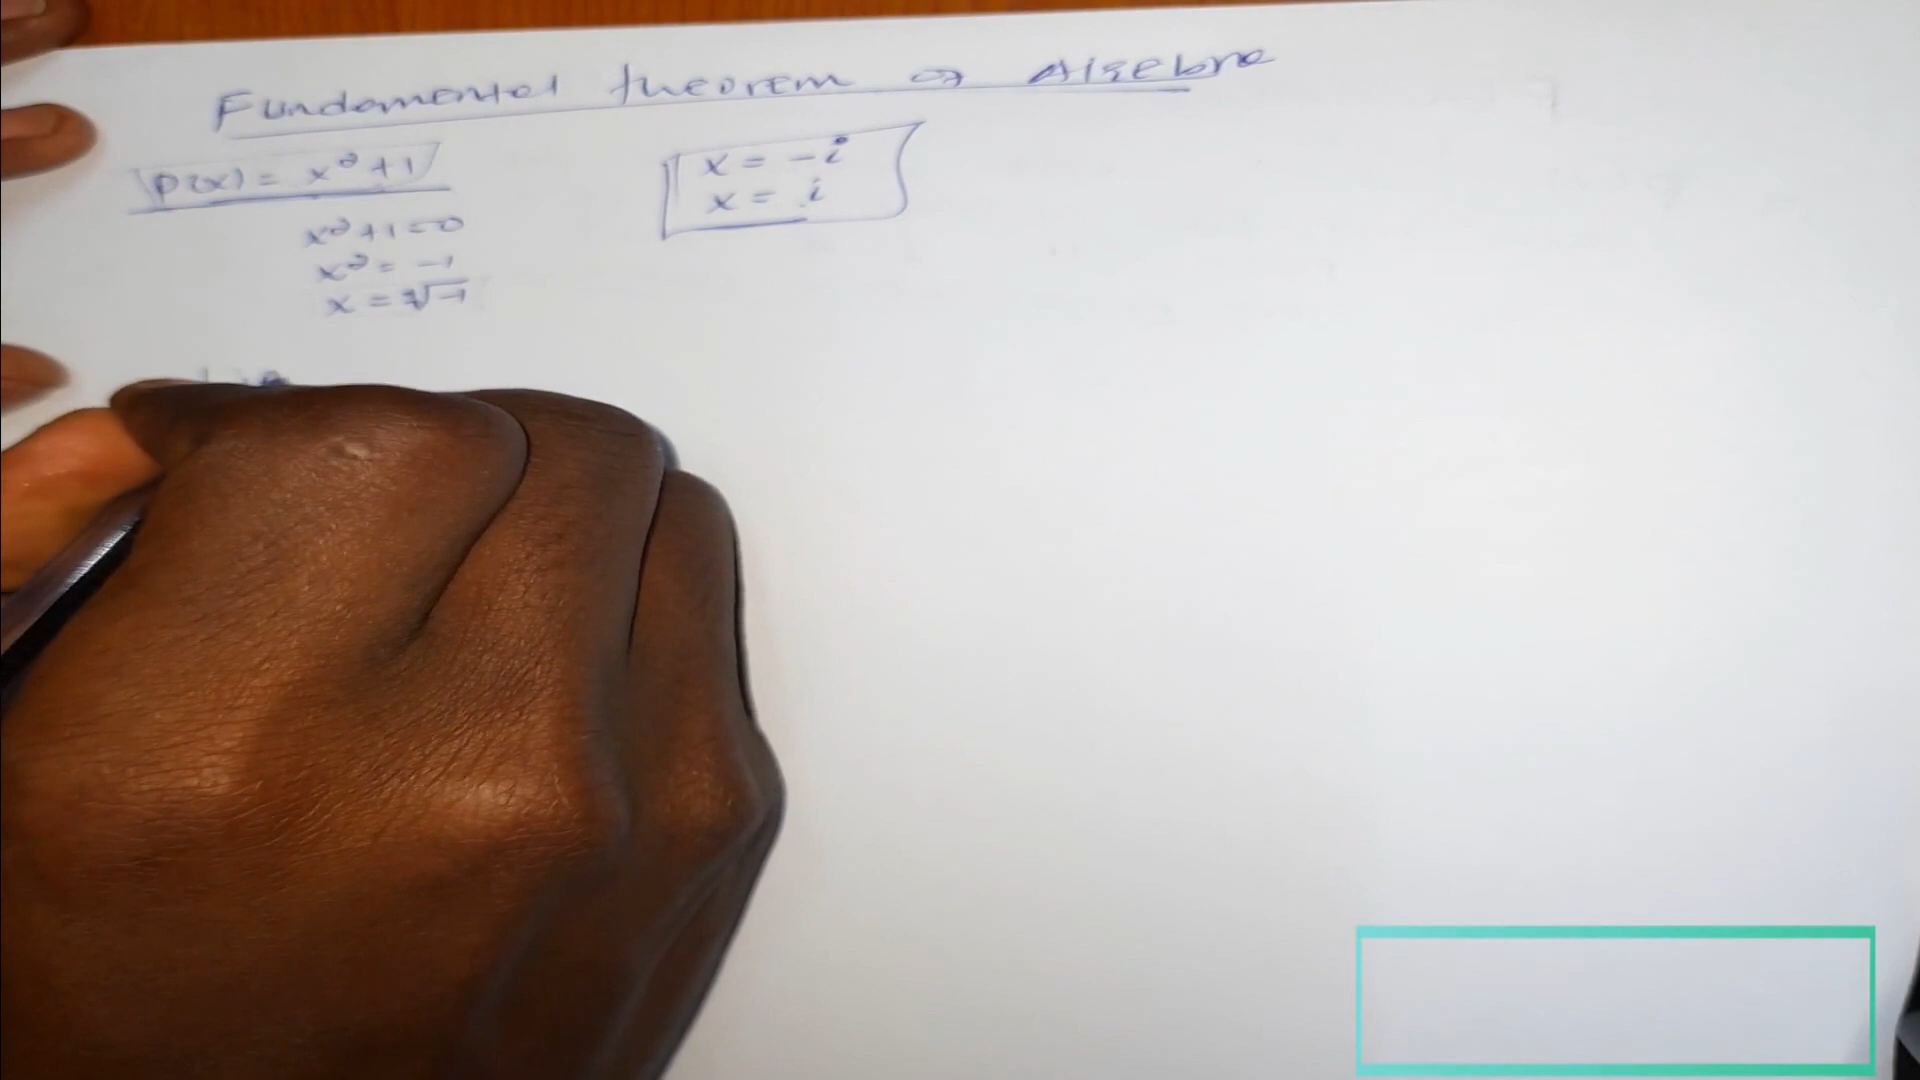 Fundamental theorem of Algebra
P(x) = x² + 1
x² + 1 = 0
x² = -1
x = √-1
x = -i
x = i